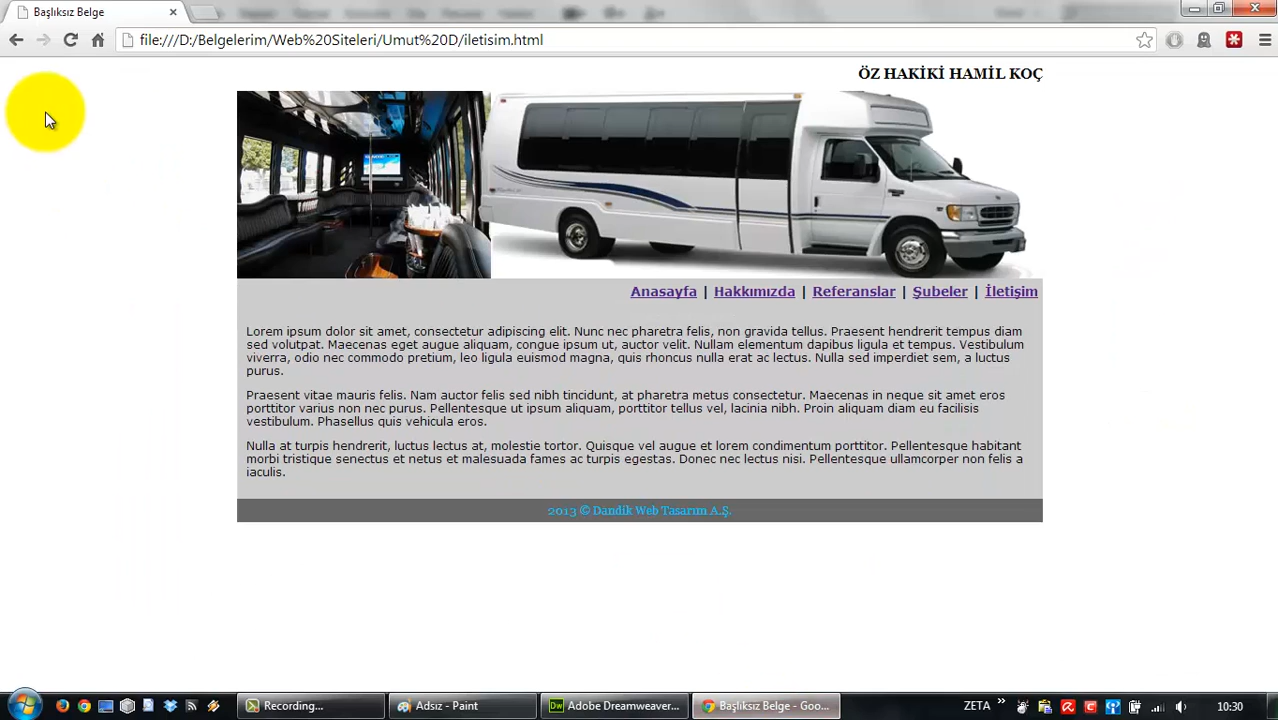 Başlıksız Belge
file:///D:/Belgelerim/Web%20Siteleri/Umut%20D/iletisim.html
ÖZ HAKİKİ HAMİL KOÇ
Anasayfa | Hakkımızda | Referanslar | Şubeler | İletişim
Lorem ipsum dolor sit amet, consectetur adipiscing elit. Nunc nec pharetra felis, non gravida tellus. Praesent hendrerit tempus diam
sed volutpat. Maecenas eget augue aliquam, congue ipsum ut, auctor velit. Nullam elementum dapibus ligula et tempus. Vestibulum
viverra, odio nec commodo pretium, leo ligula euismod magna, quis rhoncus nulla erat ac lectus. Nulla sed imperdiet sem, a luctus
purus.
Praesent vitae mauris felis. Nam auctor felis sed nibh tincidunt, at pharetra metus consectetur. Maecenas in neque sit amet eros
porttitor varius non nec purus. Pellentesque ut ipsum aliquam, porttitor tellus vel, lacinia nibh. Proin aliquam diam eu facilisis
vestibulum. Phasellus quis vehicula eros.
Nulla at turpis hendrerit, luctus lectus at, molestie tortor. Quisque vel augue et lorem condimentum porttitor. Pellentesque habitant
morbi tristique senectus et netus et malesuada fames ac turpis egestas. Donec nec lectus nisi. Pellentesque ullamcorper non felis a
iaculis.
2013 © Dandik Web Tasarım A.Ş.
Recording...
Adsız - Paint
Dw Adobe Dreamweaver...
Başlıksız Belge - Goo...
ZETA »
10:30